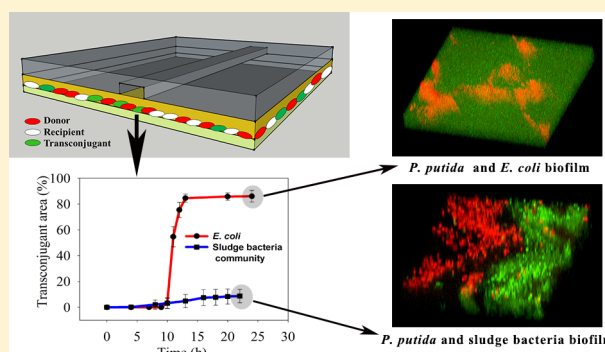 Donor
Recipient
Transconjugant
P. putida and E. coli biofilm
Transconjugant area (%)
100
80
60
40
20
0
E. coli
Sludge bacteria
community
0 5 10 15 20 25 30
Time (h)
P. putida and sludge bacteria biofilm